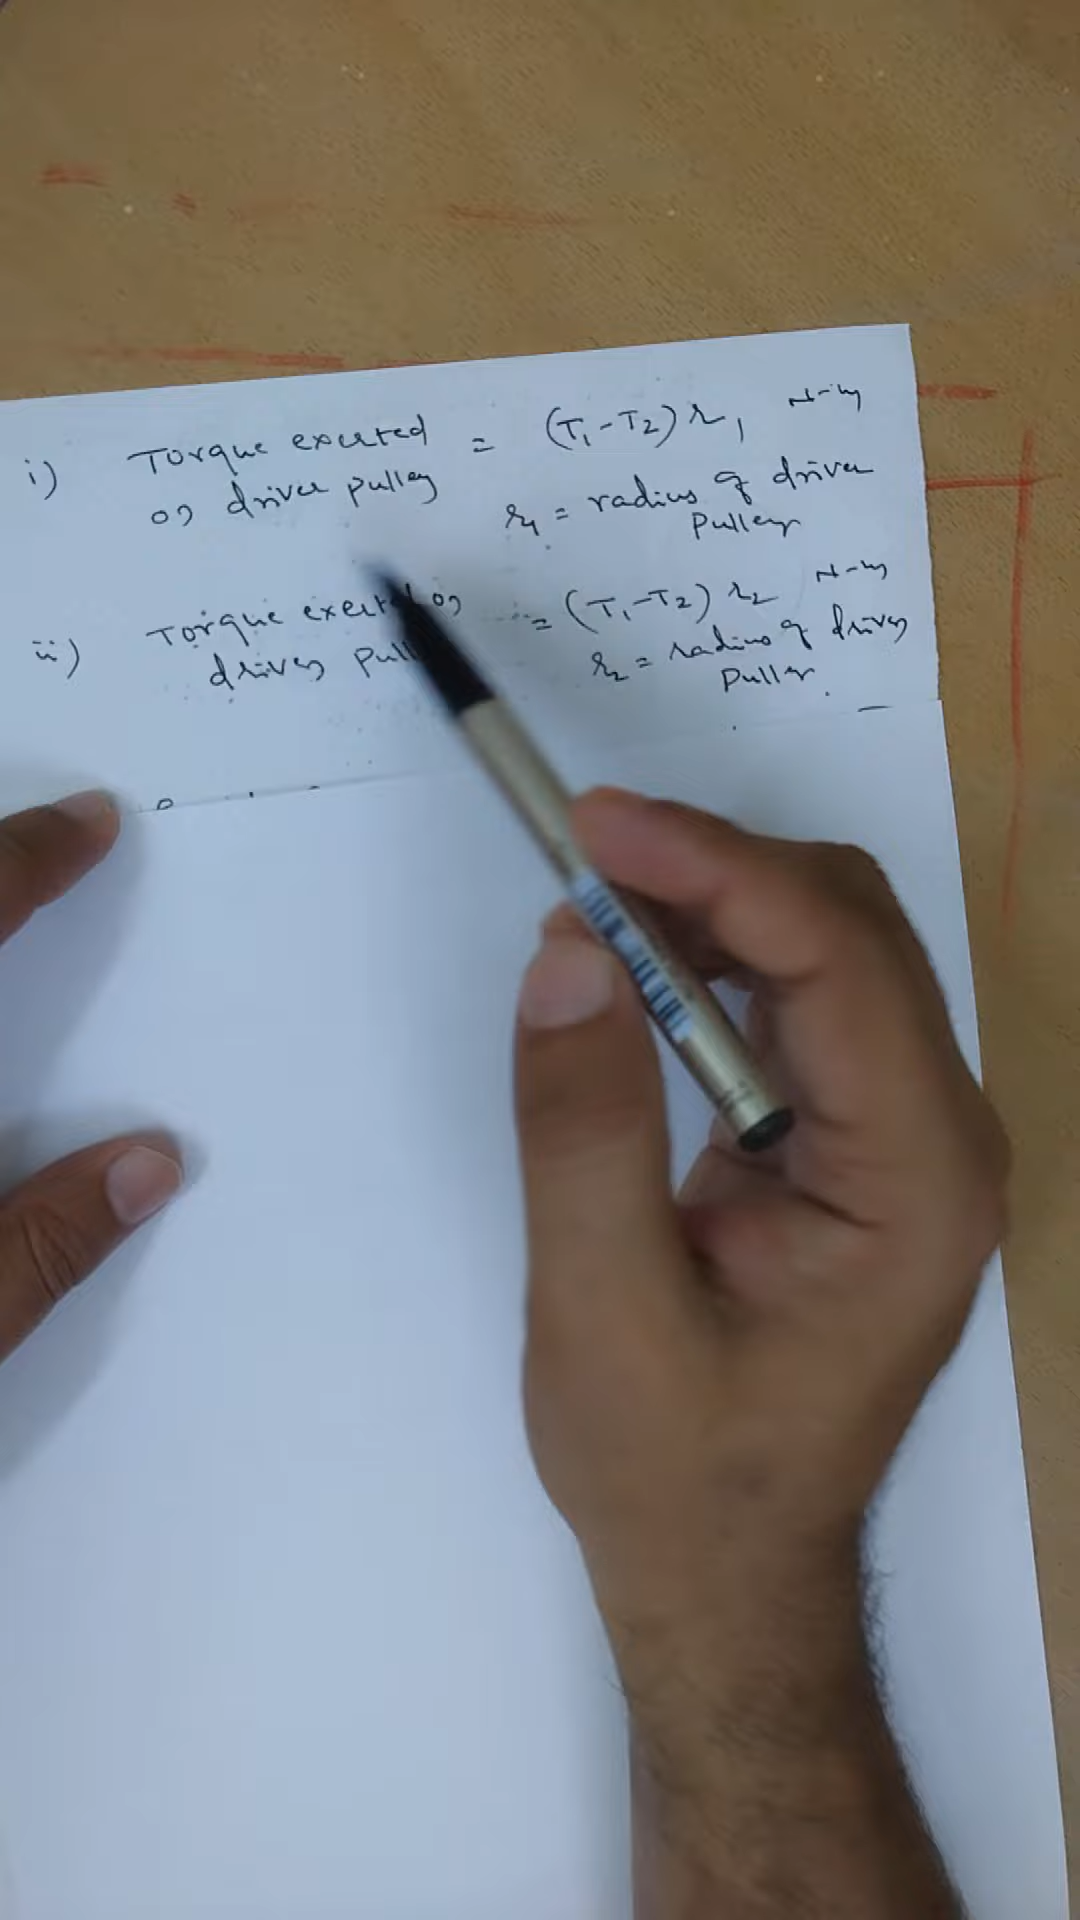 i) Torque exerted = (T₁-T₂) r₁ N-m
on driver pulley
r₁ = radius of driver
Pulley
ii) Torque exerted on = (T₁-T₂) r₂ N-m
driven pull
r₂ = radius of driven
Pulley.